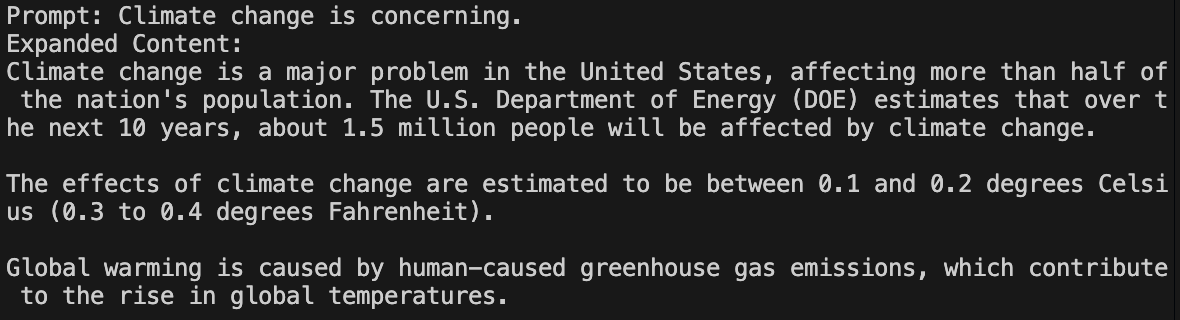 Prompt: Climate change is concerning.
Expanded Content:
Climate change is a major problem in the United States, affecting more than half of
 the nation's population. The U.S. Department of Energy (DOE) estimates that over t
he next 10 years, about 1.5 million people will be affected by climate change.

The effects of climate change are estimated to be between 0.1 and 0.2 degrees Celsi
us (0.3 to 0.4 degrees Fahrenheit).

Global warming is caused by human-caused greenhouse gas emissions, which contribute
 to the rise in global temperatures.